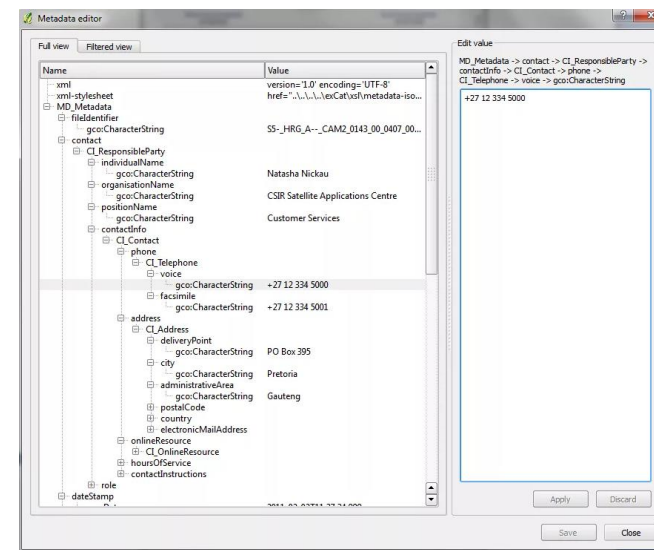 Metadata editor
Full view Filtered view
Name Value
xml version='1.0' encoding='UTF-8'
xml-stylesheet href="..\..\..\..\exCat\xsl\metadata-iso...
MD_Metadata
fileIdentifier
gco:CharacterString S5-_HRG_A--_CAM2_0143_00_0407_00...
contact
CI_ResponsibleParty
individualName
gco:CharacterString Natasha Nickau
organisationName
gco:CharacterString CSIR Satellite Applications Centre
positionName
gco:CharacterString Customer Services
contactInfo
CI_Contact
phone
CI_Telephone
voice
gco:CharacterString +27 12 334 5000
facsimile
gco:CharacterString +27 12 334 5001
address
CI_Address
deliveryPoint
gco:CharacterString PO Box 395
city
gco:CharacterString Pretoria
administrativeArea
gco:CharacterString Gauteng
postalCode
country
electronicMailAddress
onlineResource
CI_OnlineResource
hoursOfService
contactInstructions
role
dateStamp
Edit value
MD_Metadata -> contact -> CI_ResponsibleParty ->
contactInfo -> CI_Contact -> phone ->
CI_Telephone -> voice -> gco:CharacterString
+27 12 334 5000
Apply Discard
Save Close